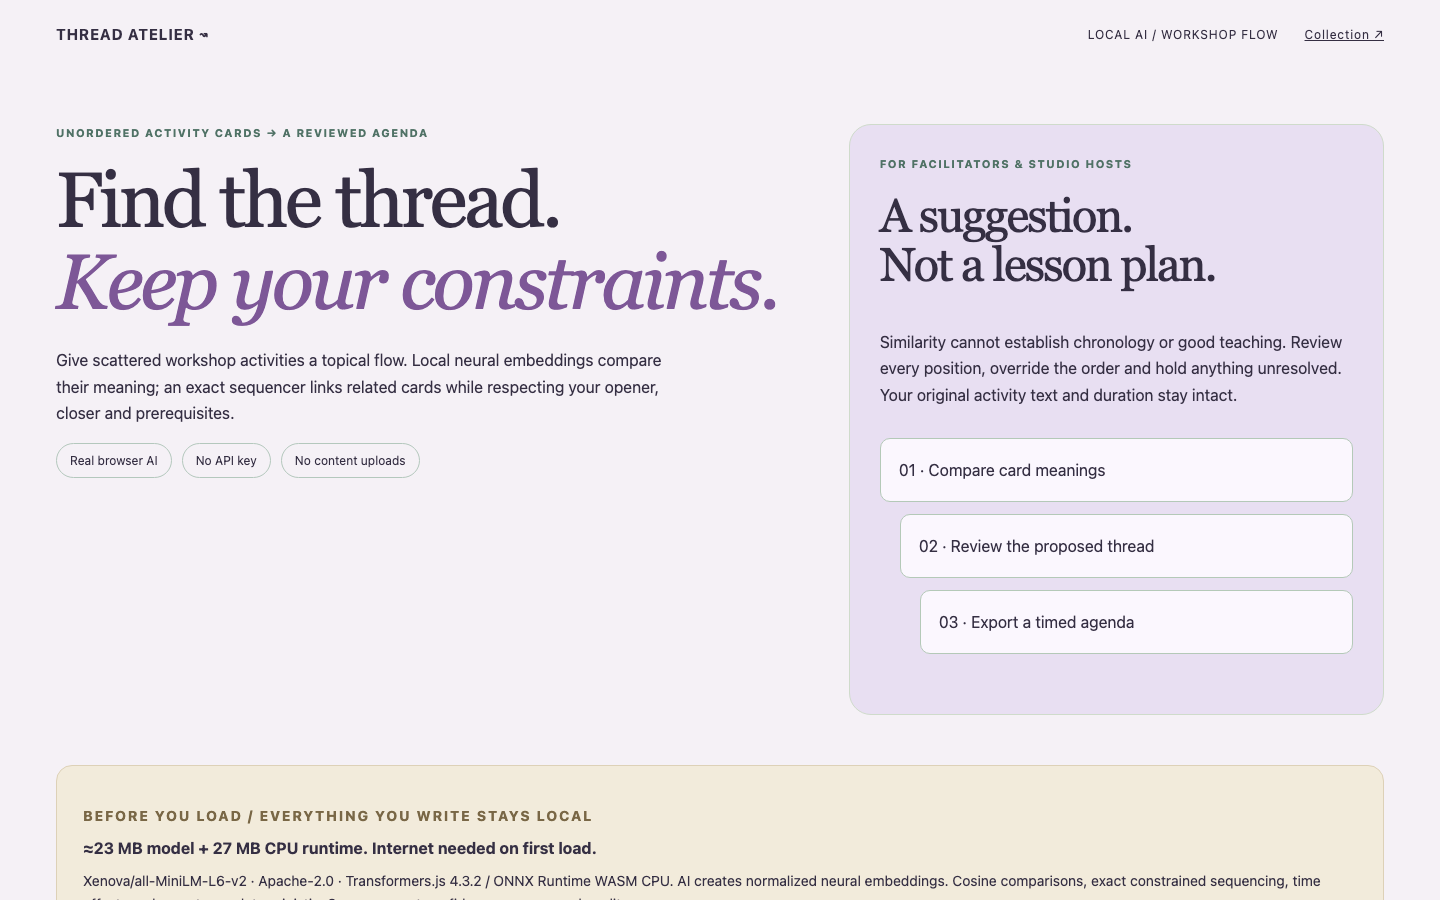 THREAD ATELIER ↝
LOCAL AI / WORKSHOP FLOW
Collection ↗
UNORDERED ACTIVITY CARDS → A REVIEWED AGENDA
Find the thread.
Keep your constraints.
Give scattered workshop activities a topical flow. Local neural embeddings compare
their meaning; an exact sequencer links related cards while respecting your opener,
closer and prerequisites.
Real browser AI
No API key
No content uploads
FOR FACILITATORS & STUDIO HOSTS
A suggestion.
Not a lesson plan.
Similarity cannot establish chronology or good teaching. Review
every position, override the order and hold anything unresolved.
Your original activity text and duration stay intact.
01 · Compare card meanings
02 · Review the proposed thread
03 · Export a timed agenda
BEFORE YOU LOAD / EVERYTHING YOU WRITE STAYS LOCAL
≈23 MB model + 27 MB CPU runtime. Internet needed on first load.
Xenova/all-MiniLM-L6-v2 · Apache-2.0 · Transformers.js 4.3.2 / ONNX Runtime WASM CPU. AI creates normalized neural embeddings. Cosine comparisons, exact constrained sequencing, time